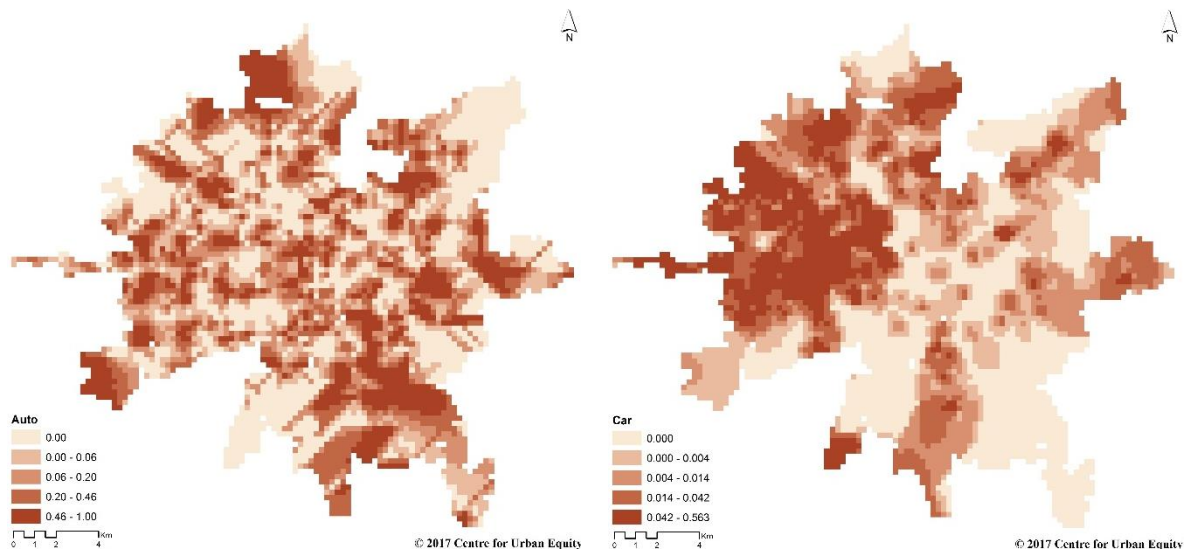 N
Auto
0.00
0.00 - 0.06
0.06 - 0.20
0.20 - 0.46
0.46 - 1.00
Km
0 1 2 4
© 2017 Centre for Urban Equity
N
Car
0.000
0.000 - 0.004
0.004 - 0.014
0.014 - 0.042
0.042 - 0.563
Km
0 1 2 4
© 2017 Centre for Urban Equity